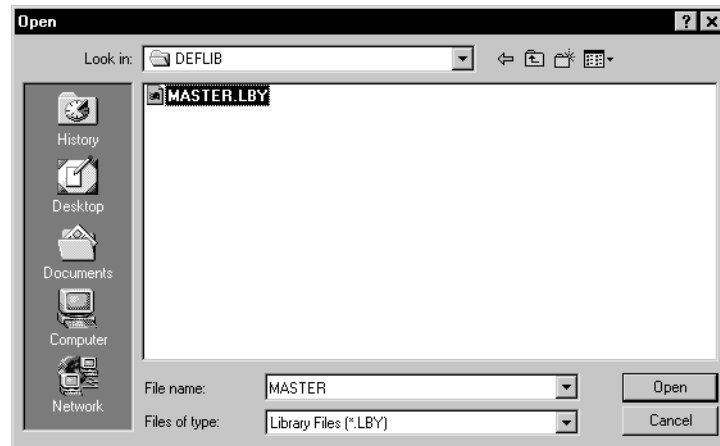 Open
Look in: DEFLIB
MASTER.LBY
History
Desktop
Documents
Computer
Network
File name: MASTER Open
Files of type: Library Files (*.LBY) Cancel